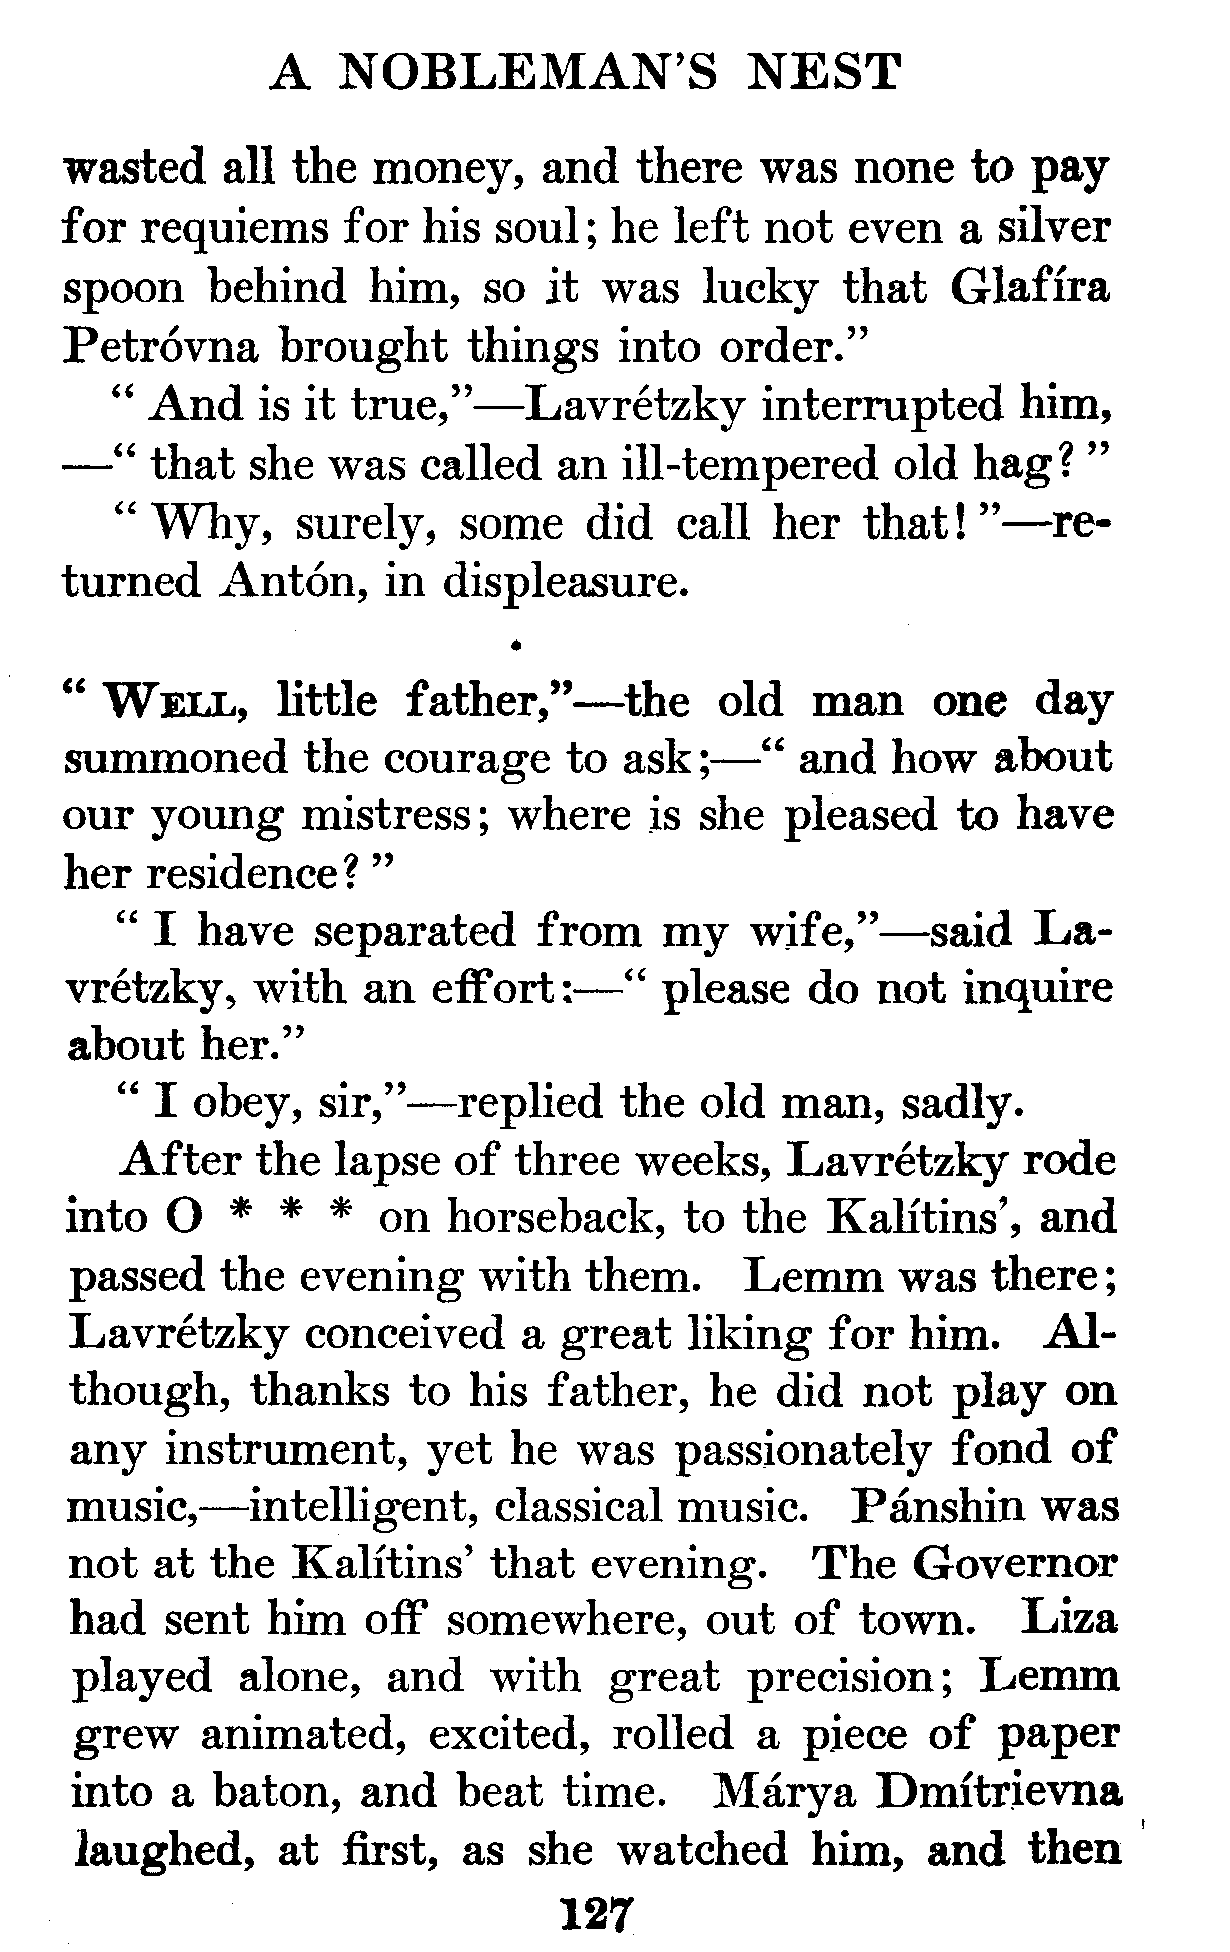 A NOBLEMAN'S NEST
wasted all the money, and there was none to pay
for requiems for his soul; he left not even a silver
spoon behind him, so it was lucky that Glafíra
Petróvna brought things into order."
" And is it true,"—Lavrétzky interrupted him,
—" that she was called an ill-tempered old hag? "
" Why, surely, some did call her that! "—re-
turned Antón, in displeasure.
" WELL, little father,"—the old man one day
summoned the courage to ask;—" and how about
our young mistress; where is she pleased to have
her residence? "
" I have separated from my wife,"—said La-
vrétzky, with an effort:—" please do not inquire
about her."
" I obey, sir,"—replied the old man, sadly.
After the lapse of three weeks, Lavrétzky rode
into O * * * on horseback, to the Kalítins', and
passed the evening with them. Lemm was there;
Lavrétzky conceived a great liking for him. Al-
though, thanks to his father, he did not play on
any instrument, yet he was passionately fond of
music,—intelligent, classical music. Pánshin was
not at the Kalítins' that evening. The Governor
had sent him off somewhere, out of town. Liza
played alone, and with great precision; Lemm
grew animated, excited, rolled a piece of paper
into a baton, and beat time. Márya Dmítrievna
laughed, at first, as she watched him, and then
127